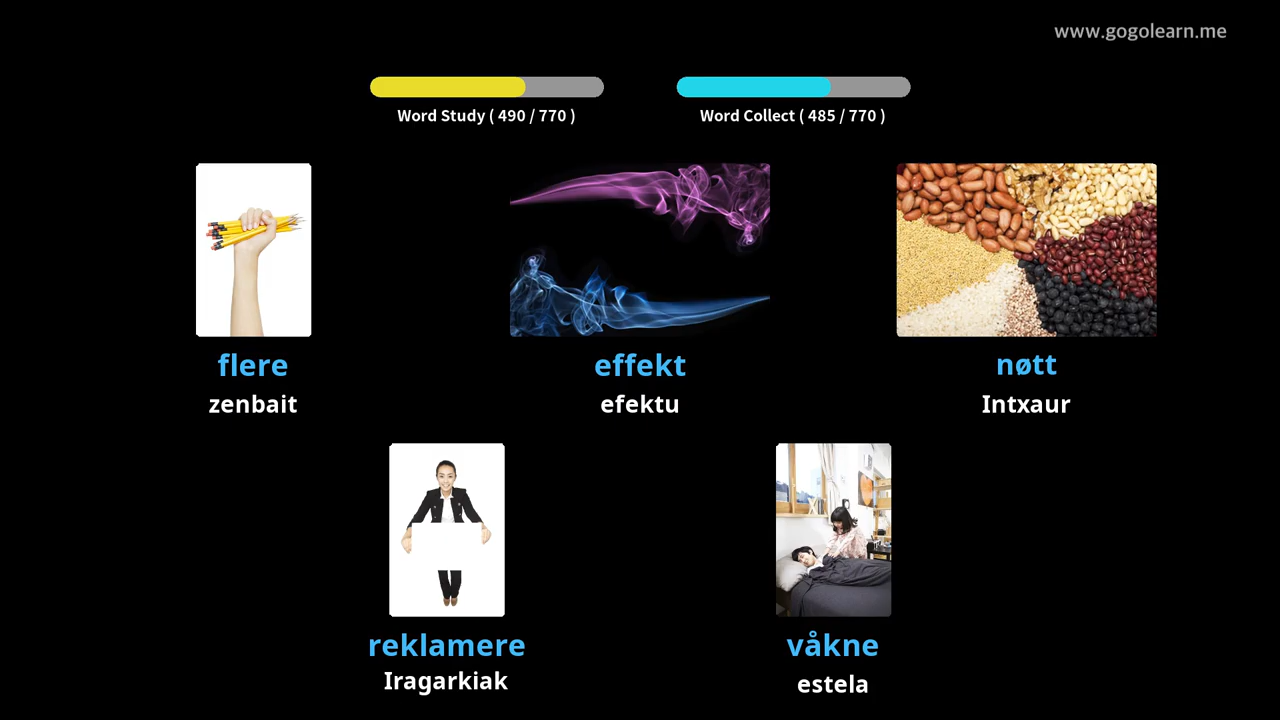 www.gogolearn.me
Word Study ( 490 / 770 )
Word Collect ( 485 / 770 )
flere
effekt
nøtt
zenbait
efektu
Intxaur
reklamere
våkne
Iragarkiak
estela